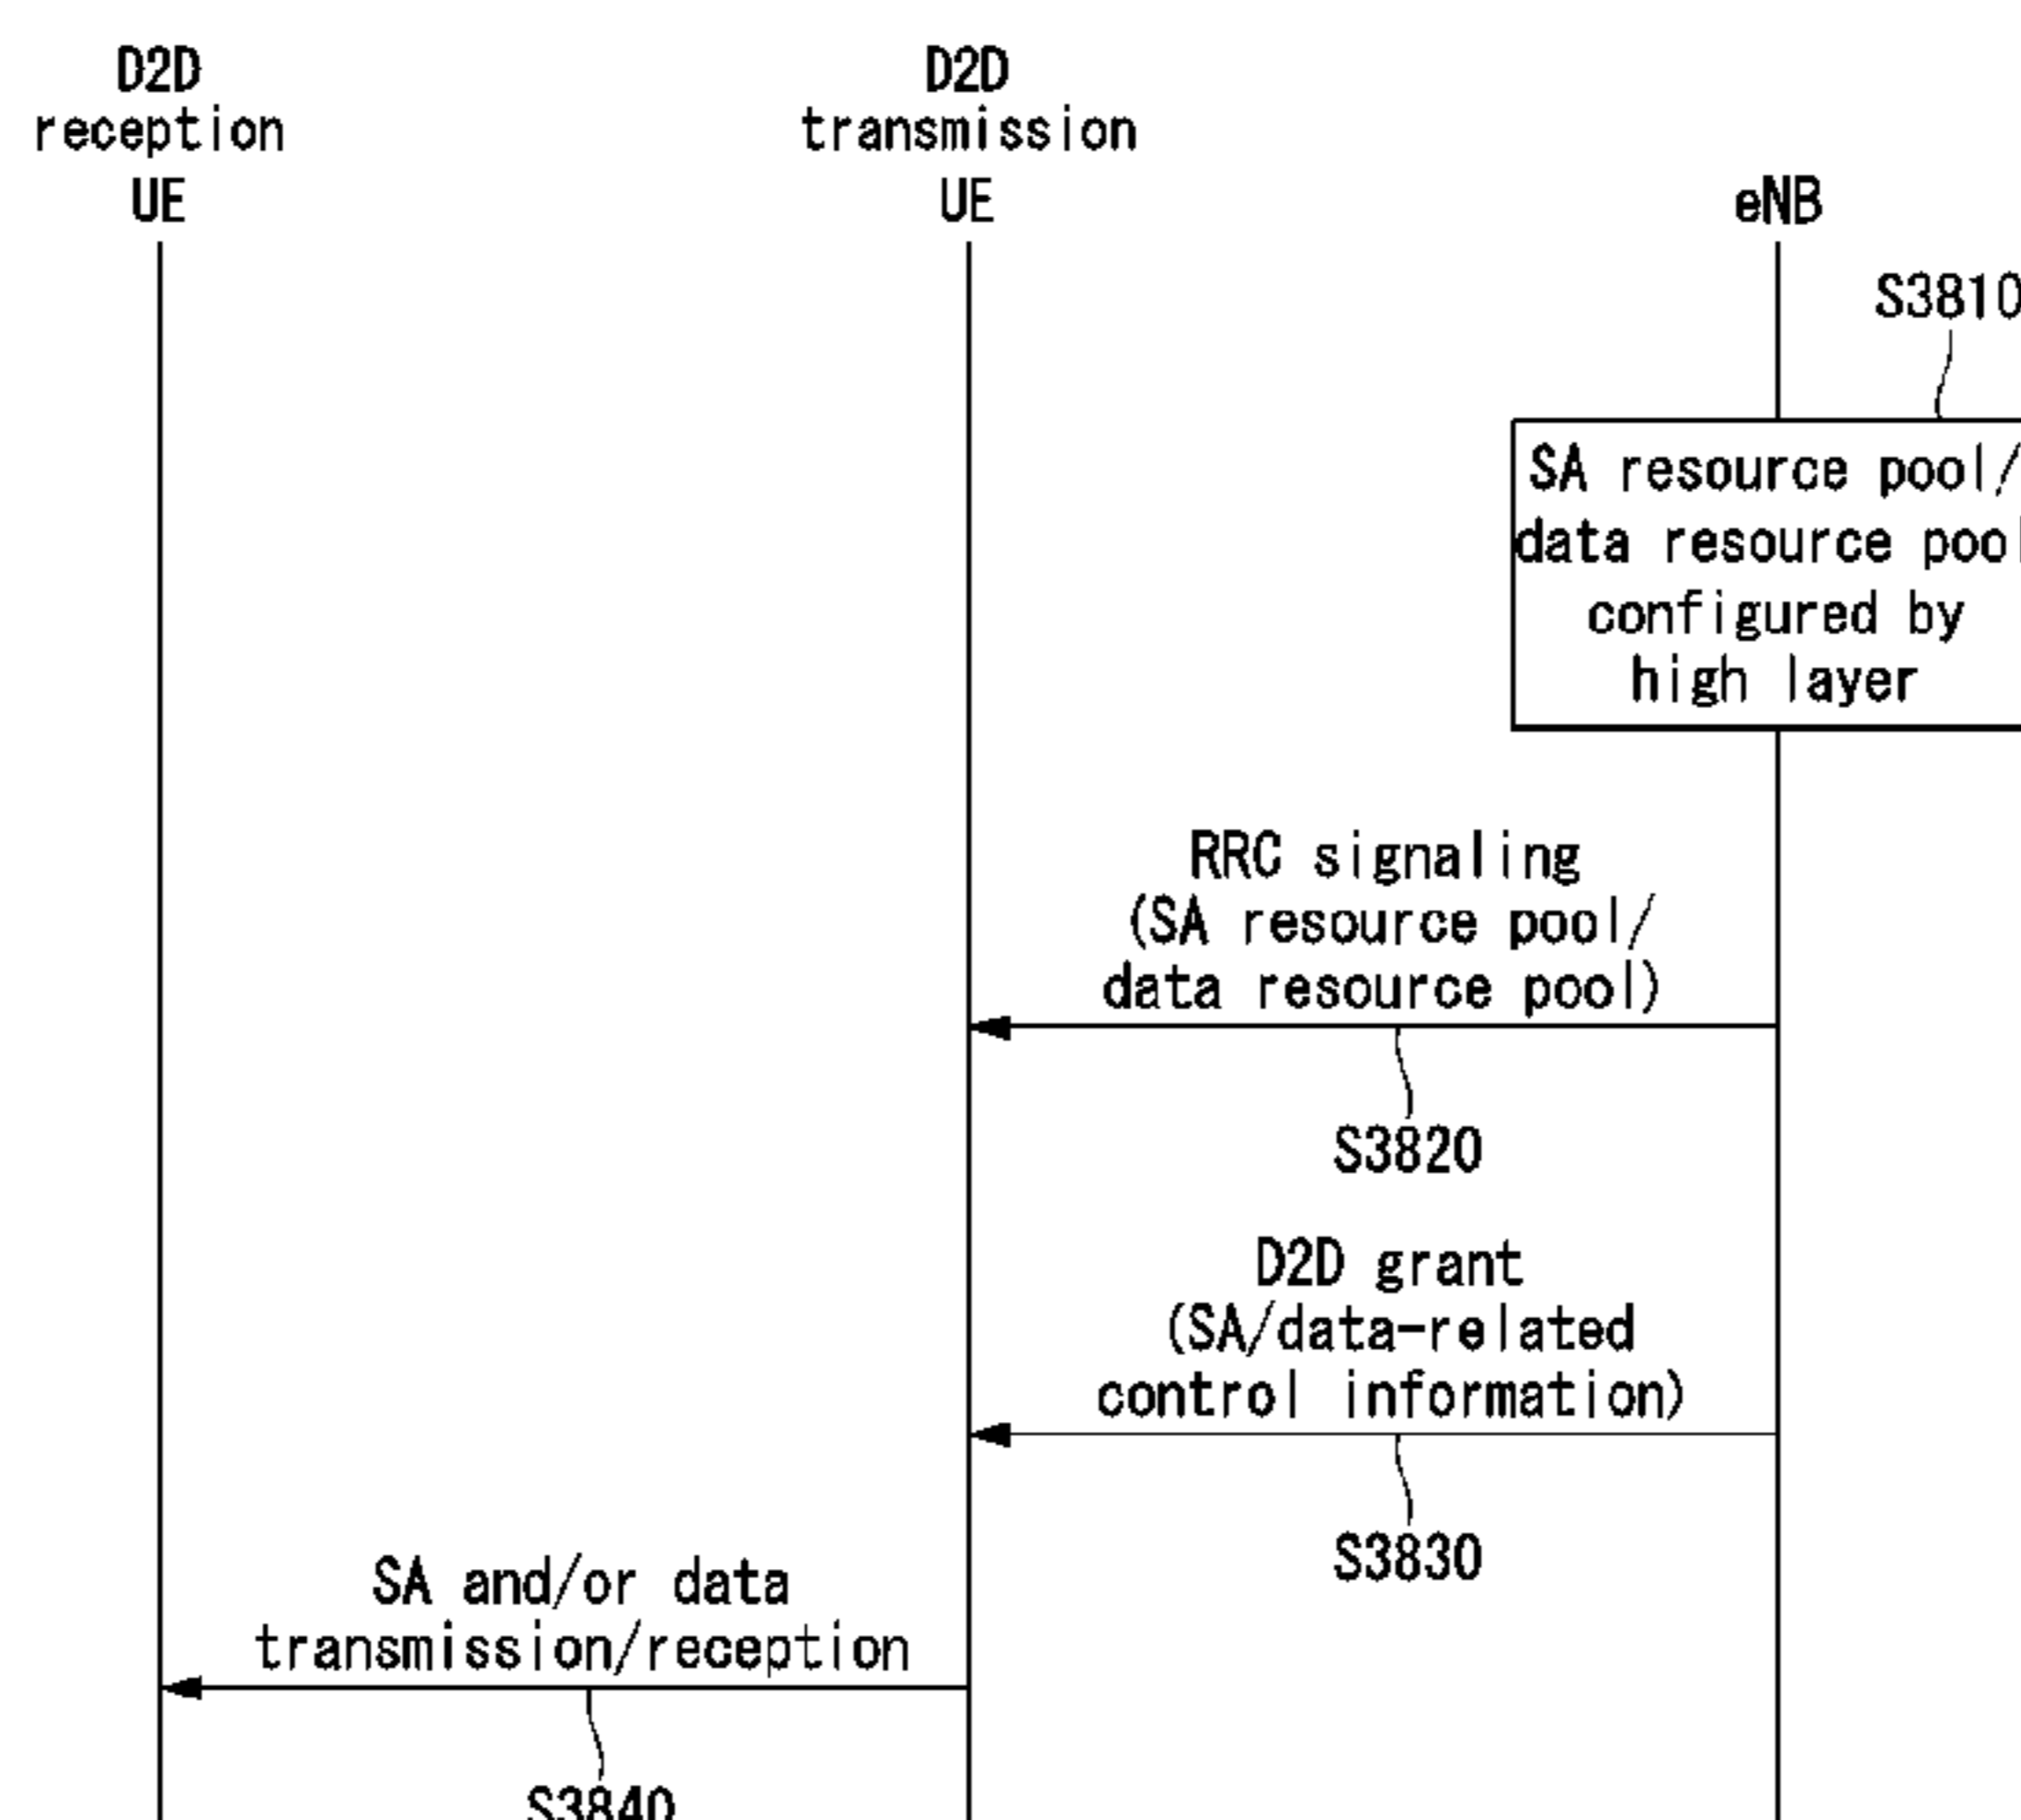 D2D
reception
UE
D2D
transmission
UE
eNB
S3810
SA resource pool/
data resource pool
configured by
high layer
RRC signaling
(SA resource pool/
data resource pool)
S3820
D2D grant
(SA/data-related
control information)
S3830
SA and/or data
transmission/reception
S3840